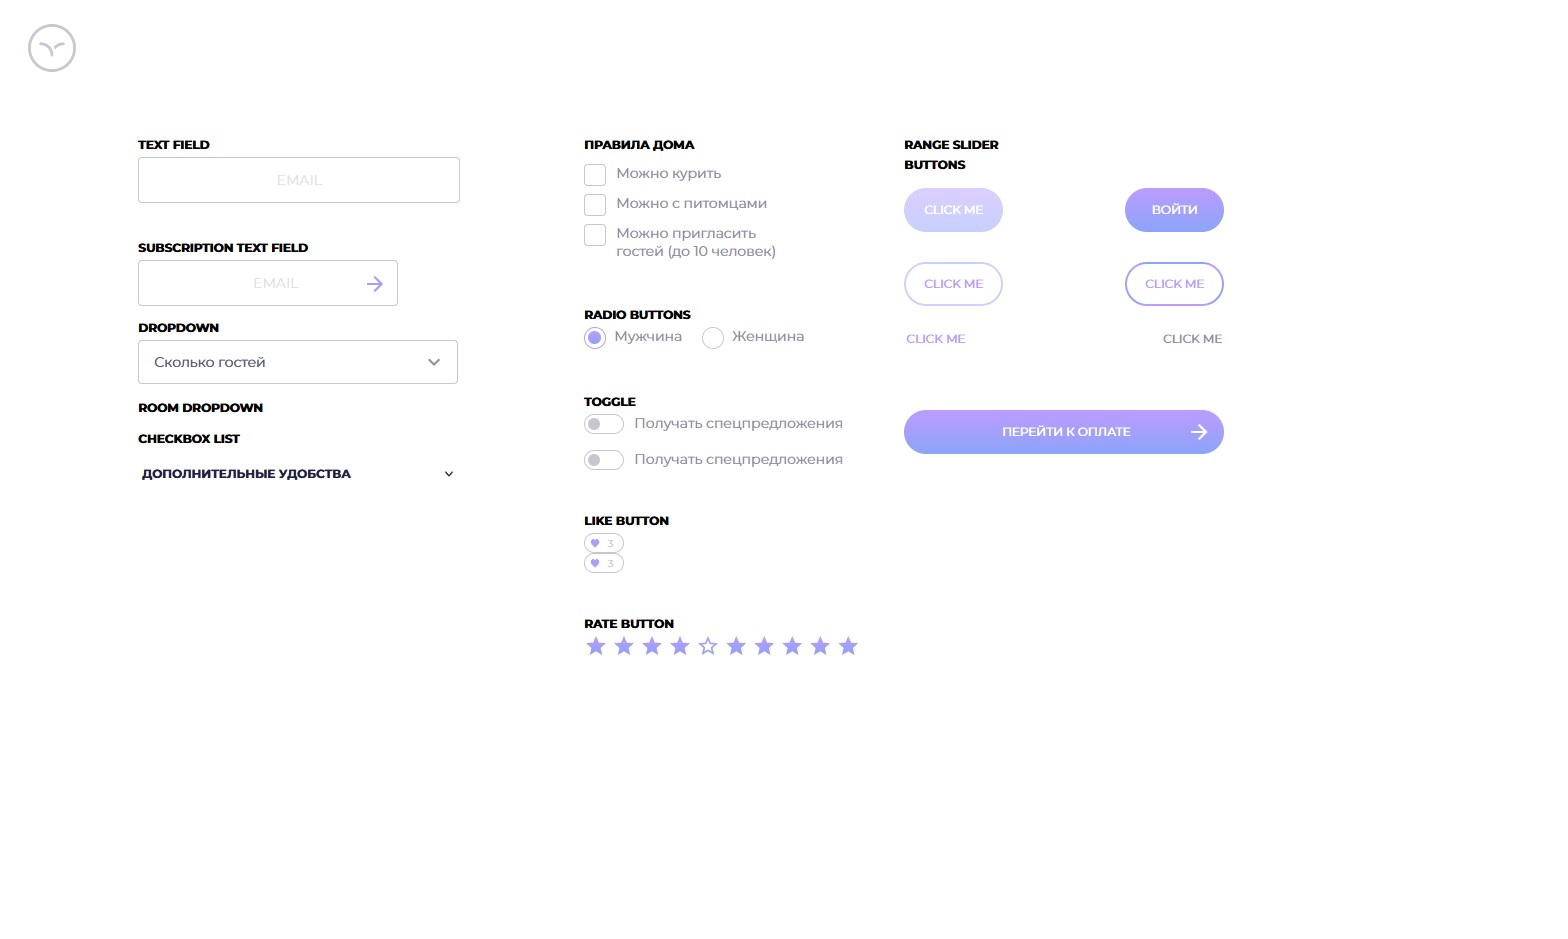 TEXT FIELD
EMAIL
SUBSCRIPTION TEXT FIELD
EMAIL
DROPDOWN
Сколько гостей
ROOM DROPDOWN
CHECKBOX LIST
ДОПОЛНИТЕЛЬНЫЕ УДОБСТВА
ПРАВИЛА ДОМА
Можно курить
Можно с питомцами
Можно пригласить
гостей (до 10 человек)
RADIO BUTTONS
Мужчина Женщина
TOGGLE
Получать спецпредложения
Получать спецпредложения
LIKE BUTTON
3
3
RATE BUTTON
RANGE SLIDER
BUTTONS
CLICK ME ВОЙТИ
CLICK ME CLICK ME
CLICK ME CLICK ME
ПЕРЕЙТИ К ОПЛАТЕ